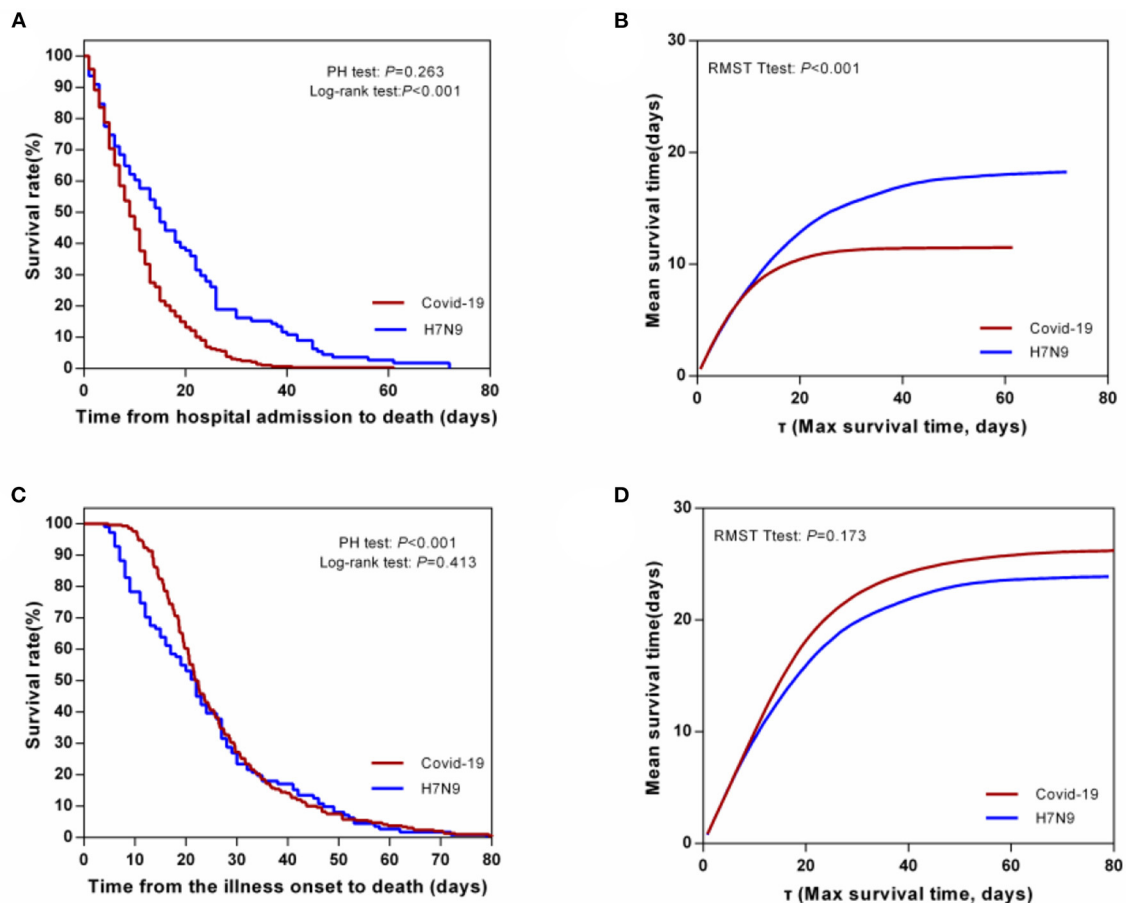 A
100
90
80
70
60
50
40
30
20
10
0
Survival rate(%)
PH test: P=0.263
Log-rank test:P<0.001
Covid-19
H7N9
0 20 40 60 80
Time from hospital admission to death (days)
B
30
20
10
0
Mean survival time(days)
RMST Ttest: P<0.001
Covid-19
H7N9
0 20 40 60 80
τ (Max survival time, days)
C
100
90
80
70
60
50
40
30
20
10
0
Survival rate(%)
PH test: P<0.001
Log-rank test: P=0.413
Covid-19
H7N9
0 10 20 30 40 50 60 70 80
Time from the illness onset to death (days)
D
30
20
10
0
Mean survival time(days)
RMST Ttest: P=0.173
Covid-19
H7N9
0 20 40 60 80
τ (Max survival time, days)